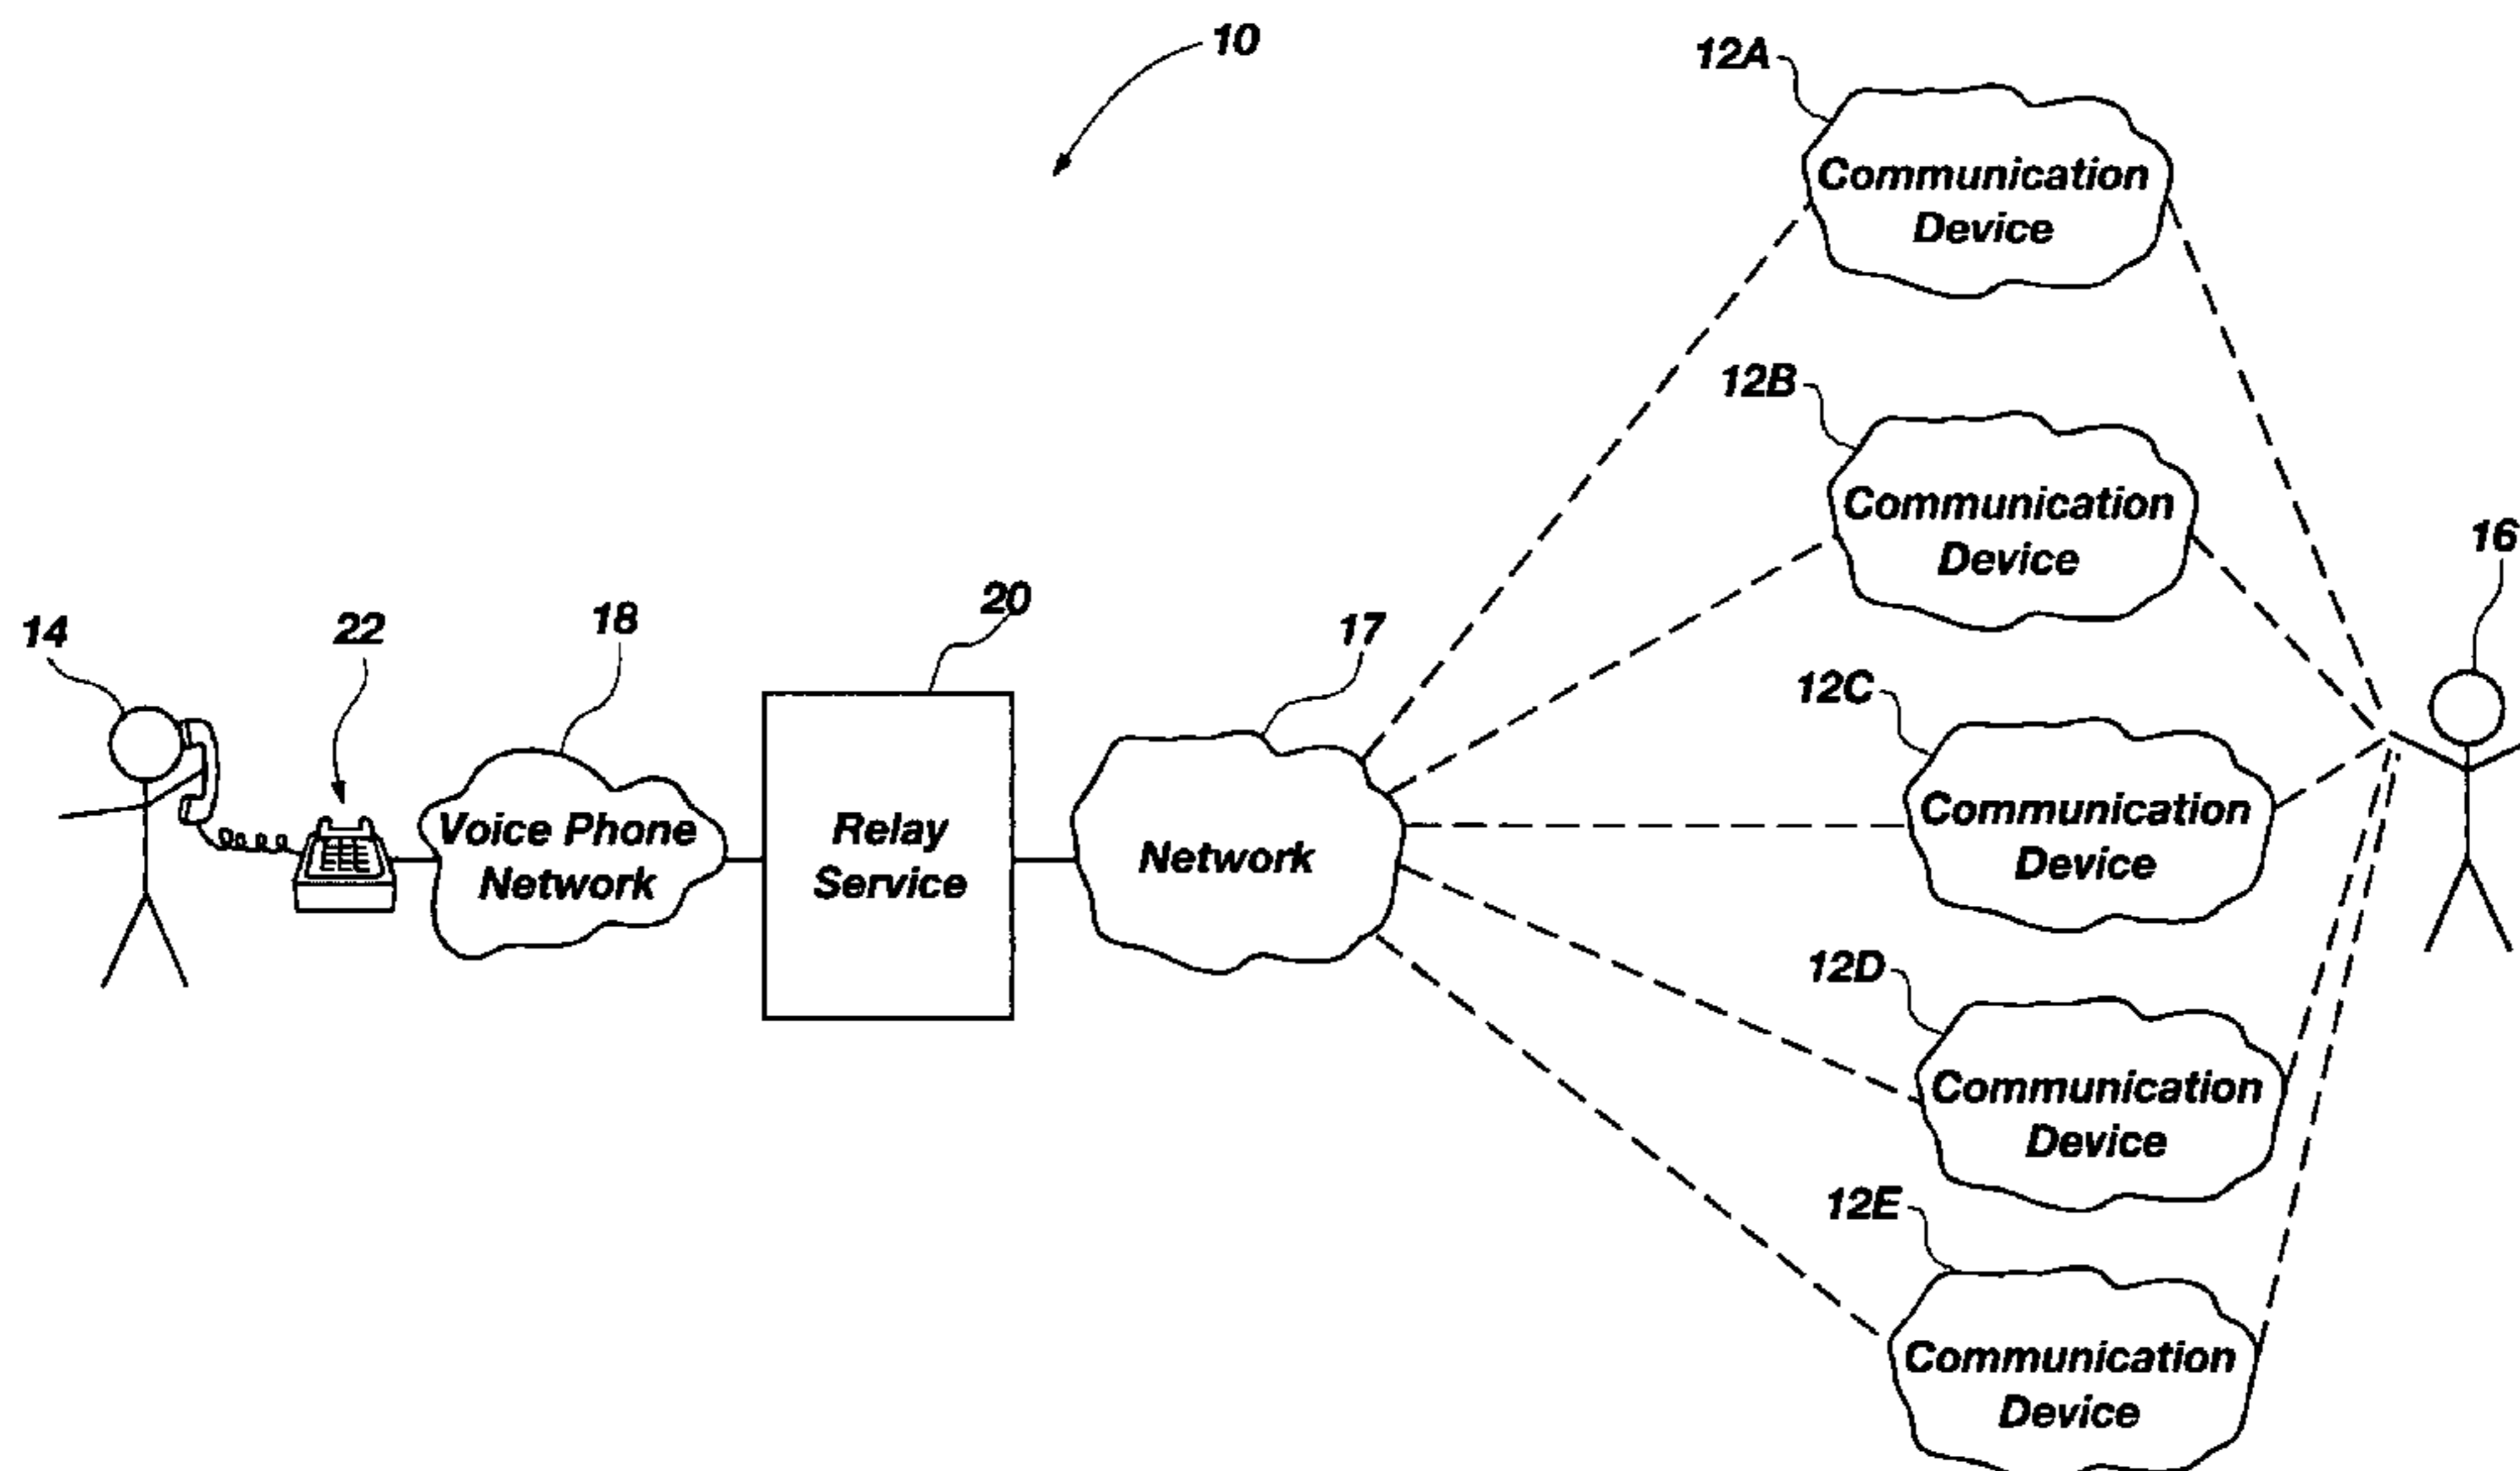 10
12A
Communication
Device
12B
Communication
Device
16
14
22
18
20
17
12C
Voice Phone
Network
Relay
Service
Network
Communication
Device
12D
Communication
Device
12E
Communication
Device